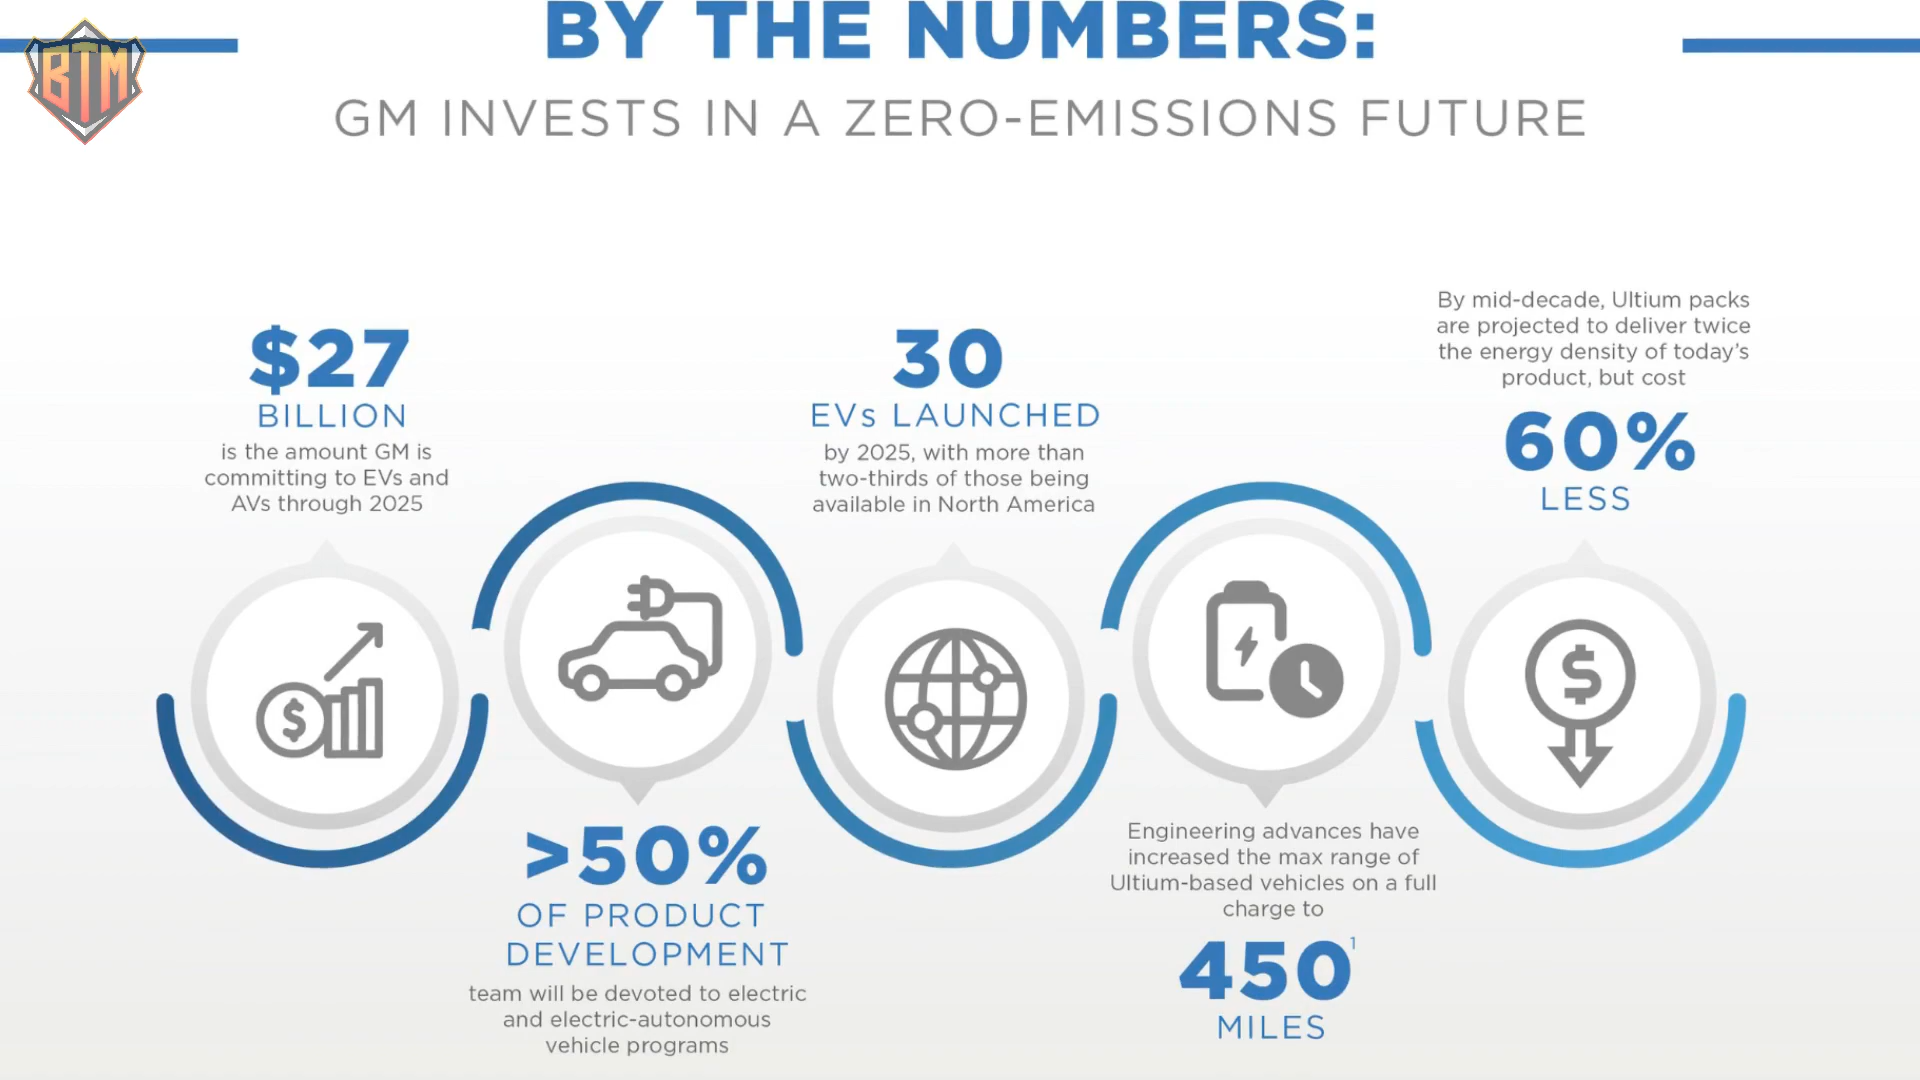 BTM
BY THE NUMBERS:
GM INVESTS IN A ZERO-EMISSIONS FUTURE
$27
BILLION
is the amount GM is
committing to EVs and
AVs through 2025
$
>50%
OF PRODUCT
DEVELOPMENT
team will be devoted to electric
and electric-autonomous
vehicle programs
30
EVs LAUNCHED
by 2025, with more than
two-thirds of those being
available in North America
Engineering advances have
increased the max range of
Ultium-based vehicles on a full
charge to
450¹
MILES
By mid-decade, Ultium packs
are projected to deliver twice
the energy density of today’s
product, but cost
60%
LESS
$